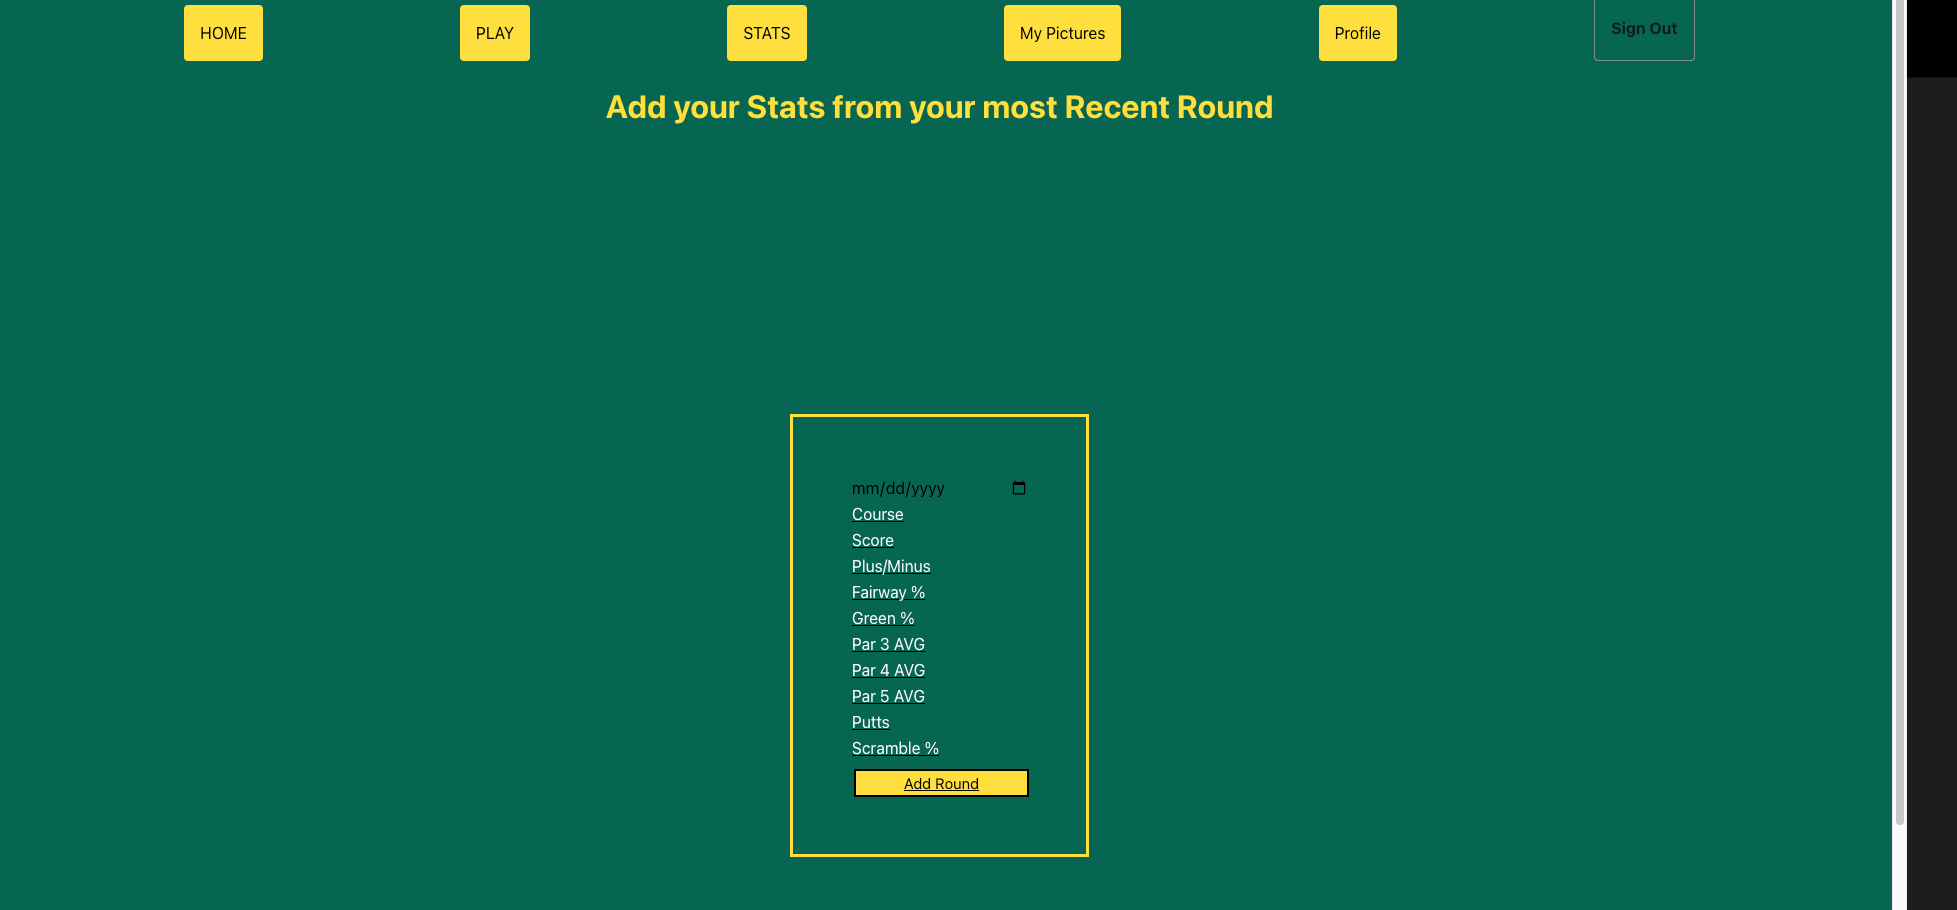 HOME PLAY STATS My Pictures Profile Sign Out
Add your Stats from your most Recent Round
mm/dd/yyyy
Course
Score
Plus/Minus
Fairway %
Green %
Par 3 AVG
Par 4 AVG
Par 5 AVG
Putts
Scramble %
Add Round